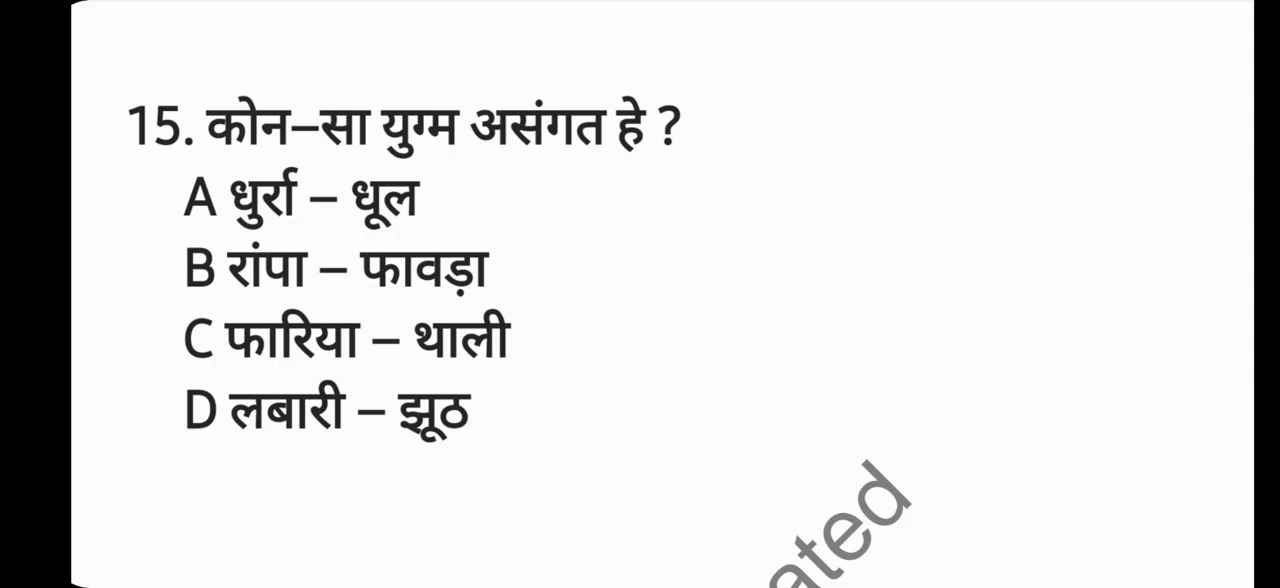 15. कोन–सा युग्म असंगत हे ?
A धुर्रा – धूल
B रांपा – फावड़ा
C फारिया – थाली
D लबारी – झूठ